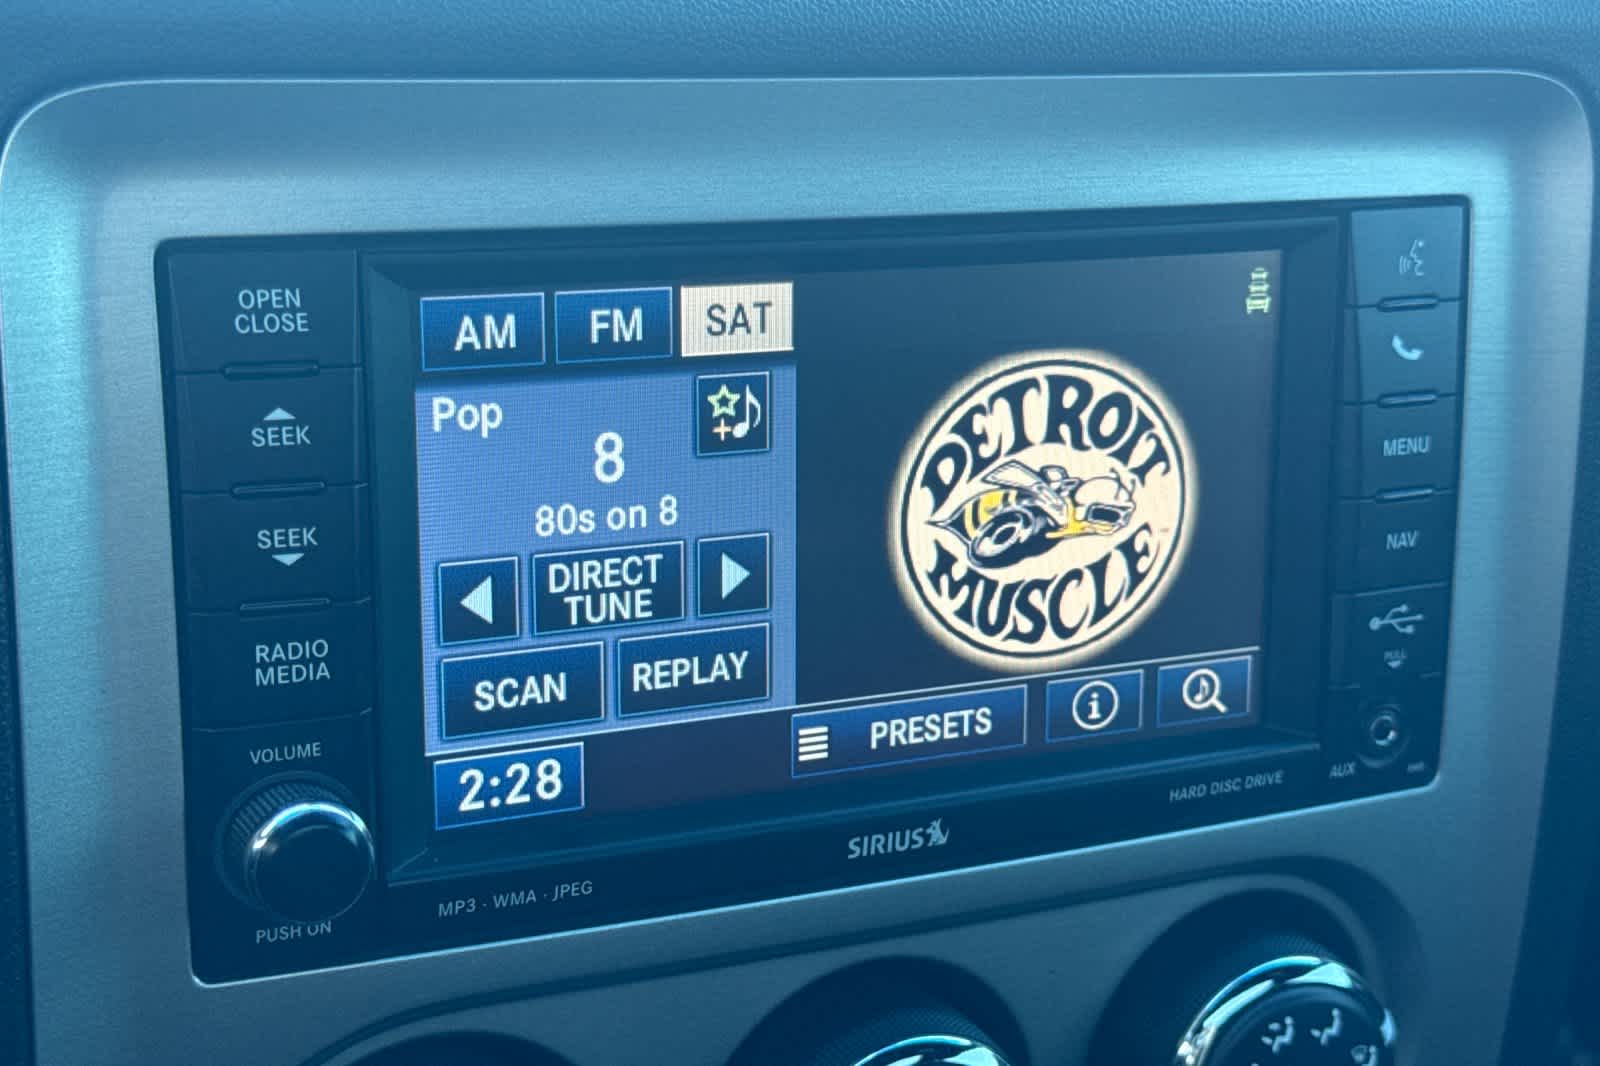 OPEN
CLOSE
SEEK
SEEK
RADIO
MEDIA
VOLUME
PUSH ON
AM FM SAT
Pop
8
80s on 8
DIRECT
TUNE
SCAN REPLAY
2:28
DETROIT
MUSCLE
PRESETS
i
MENU
NAV
PULL
AUX
HARD DISC DRIVE
SIRIUS
MP3 · WMA · JPEG